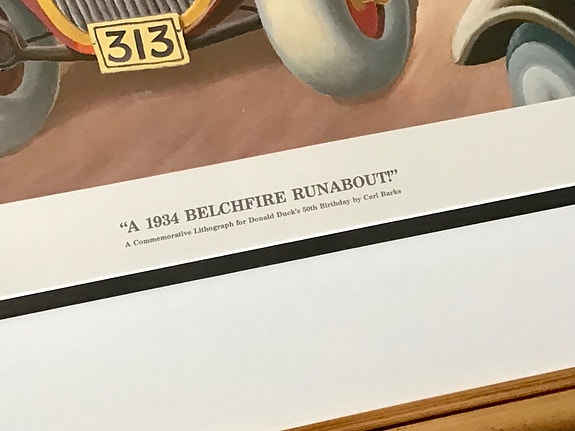 313
“A 1934 BELCHFIRE RUNABOUT!”
A Commemorative Lithograph for Donald Duck's 50th Birthday by Carl Barks